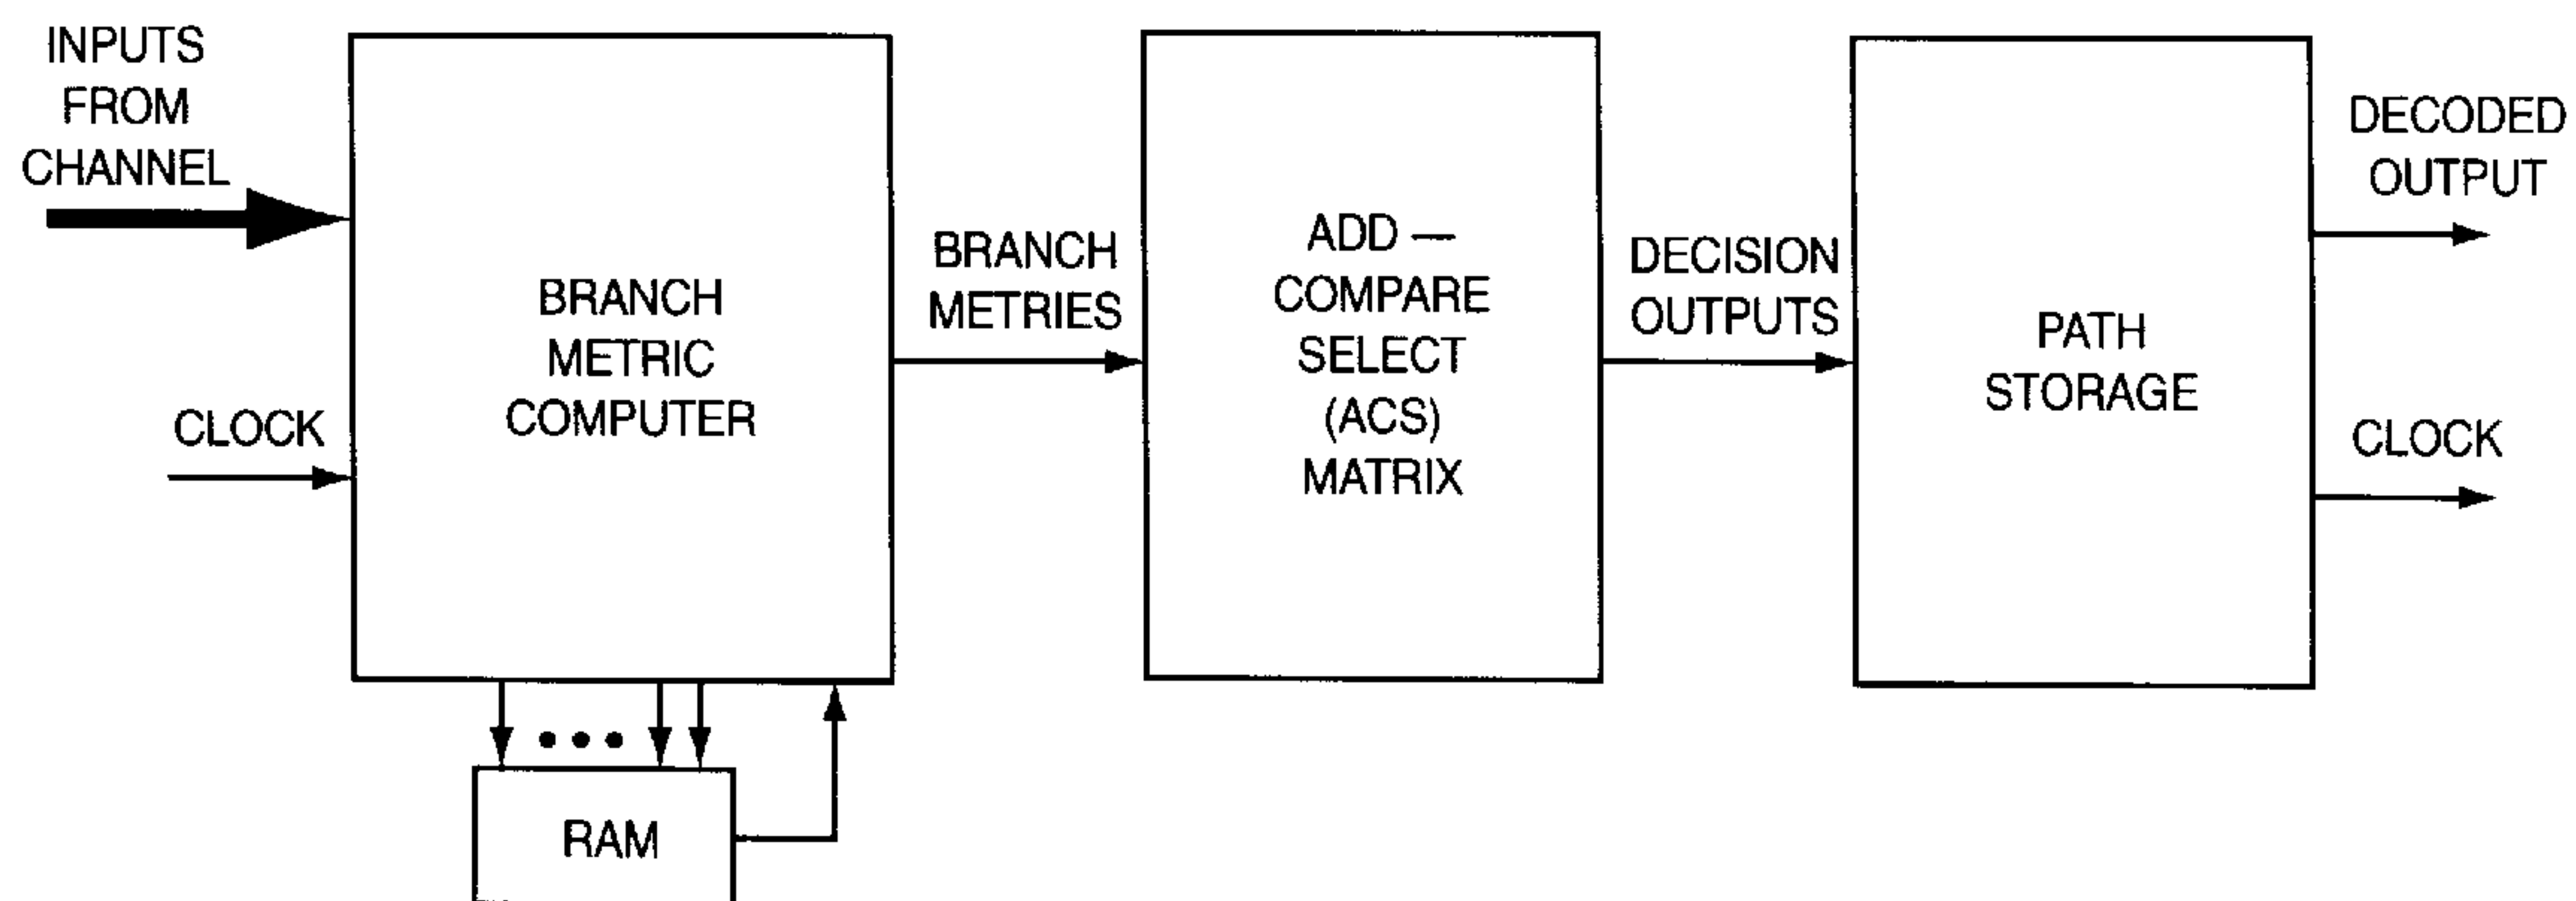 INPUTS
FROM
CHANNEL
CLOCK
BRANCH
METRIC
COMPUTER
RAM
BRANCH
METRIES
ADD —
COMPARE
SELECT
(ACS)
MATRIX
DECISION
OUTPUTS
PATH
STORAGE
DECODED
OUTPUT
CLOCK